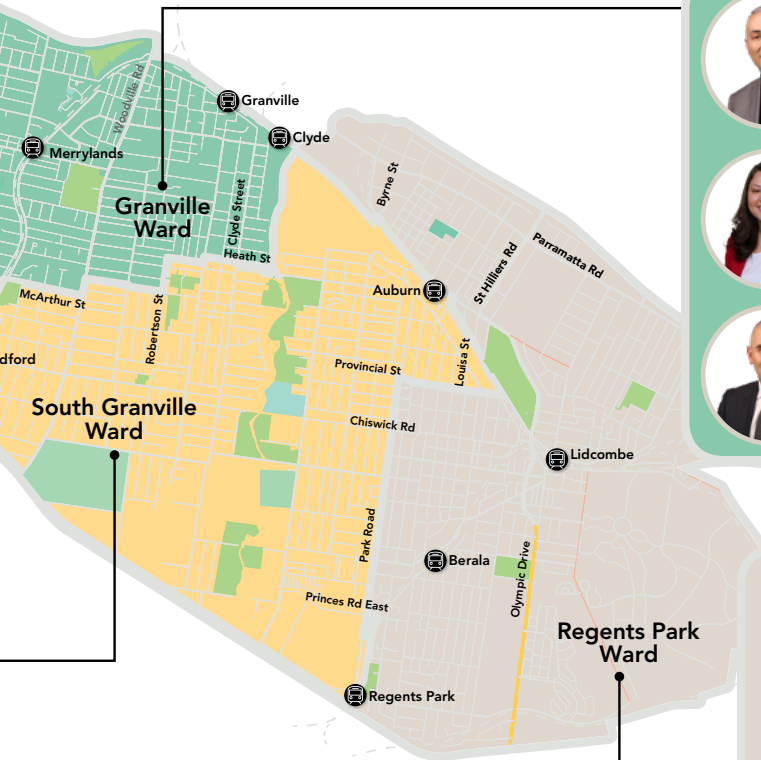 Woodville Rd
Granville
Clyde
Merrylands
Byrne St
Granville
Ward
Clyde Street
Parramatta Rd
Heath St
St Hilliers Rd
Auburn
McArthur St
Robertson St
dford
Provincial St
Louisa St
South Granville
Ward
Chiswick Rd
Lidcombe
Park Road
Berala
Olympic Drive
Princes Rd East
Regents Park
Ward
Regents Park